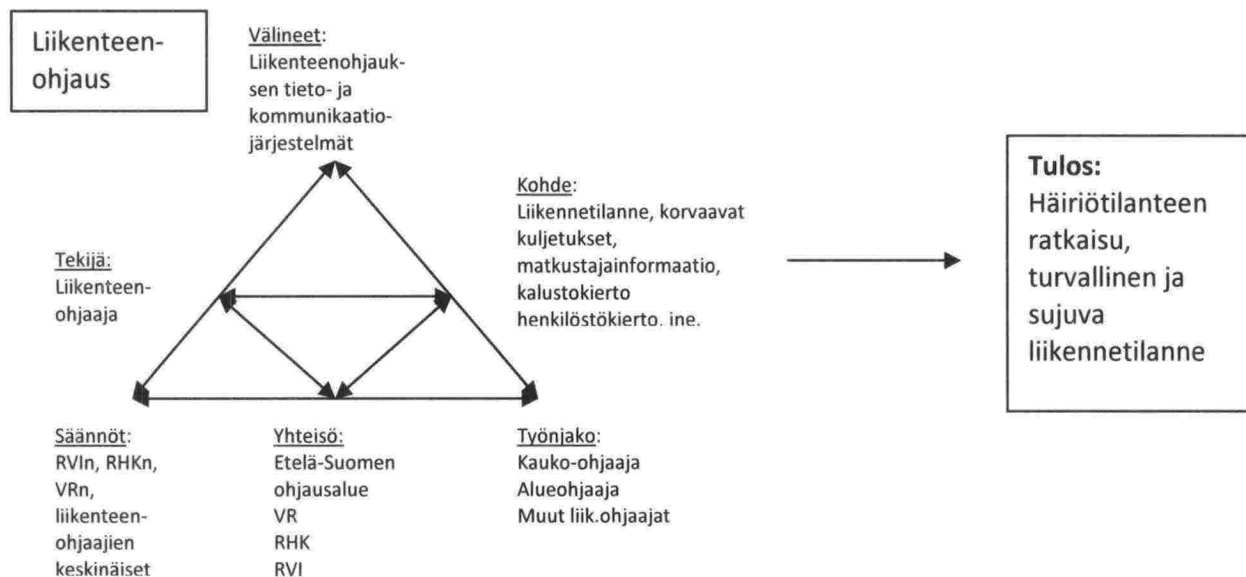 Liikenteen-
ohjaus
Välineet:
Liikenteenohjauk-
sen tieto- ja
kommunikaatio-
järjestelmät
Tekijä:
Liikenteen-
ohjaaja
Kohde:
Liikennetilanne, korvaavat
kuljetukset,
matkustajainformaatio,
kalustokierto
henkilöstökierto. jne.
Tulos:
Häiriötilanteen
ratkaisu,
turvallinen ja
sujuva
liikennetilanne
Säännöt:
RVIn, RHKn,
VRn,
liikenteen-
ohjaajien
keskinäiset
Yhteisö:
Etelä-Suomen
ohjausalue
VR
RHK
RVI
Työnjako:
Kauko-ohjaaja
Alueohjaaja
Muut liik.ohjaajat